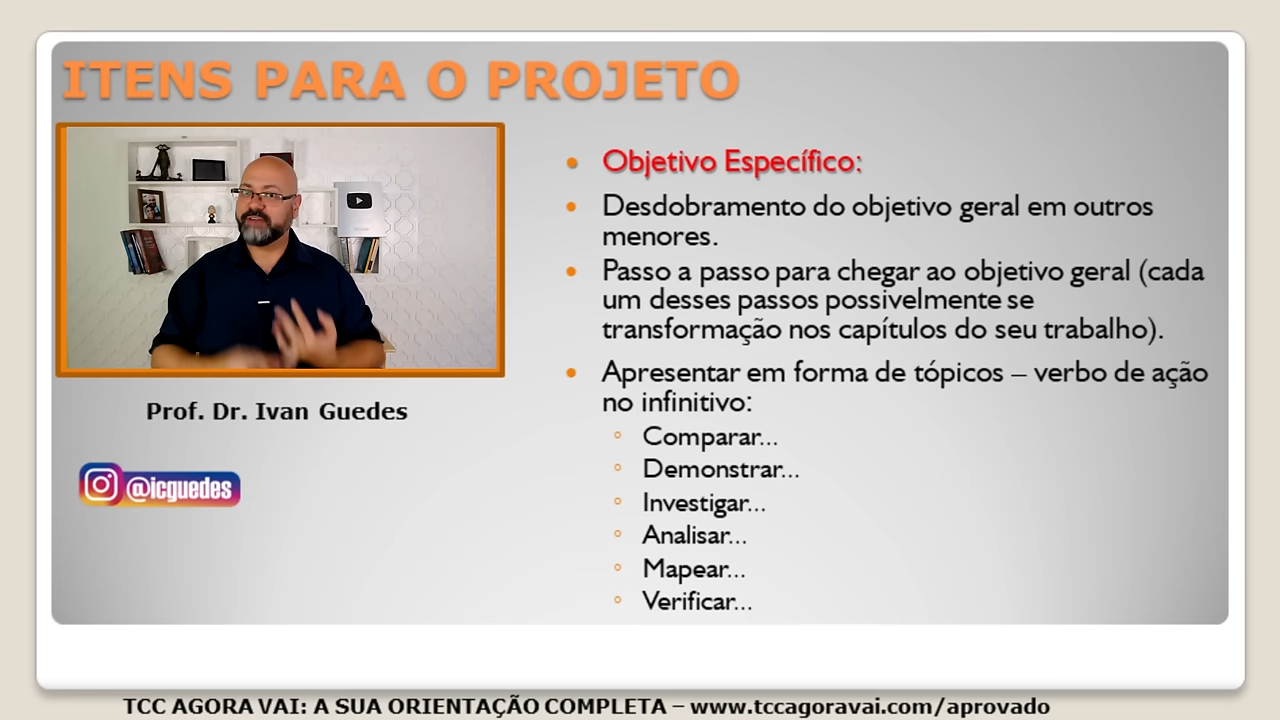 ITENS PARA O PROJETO
Prof. Dr. Ivan Guedes
@icguedes
Objetivo Específico:
Desdobramento do objetivo geral em outros
menores.
Passo a passo para chegar ao objetivo geral (cada
um desses passos possivelmente se
transformação nos capítulos do seu trabalho).
Apresentar em forma de tópicos – verbo de ação
no infinitivo:
Comparar...
Demonstrar...
Investigar...
Analisar...
Mapear...
Verificar...
TCC AGORA VAI: A SUA ORIENTAÇÃO COMPLETA – www.tccagoravai.com/aprovado